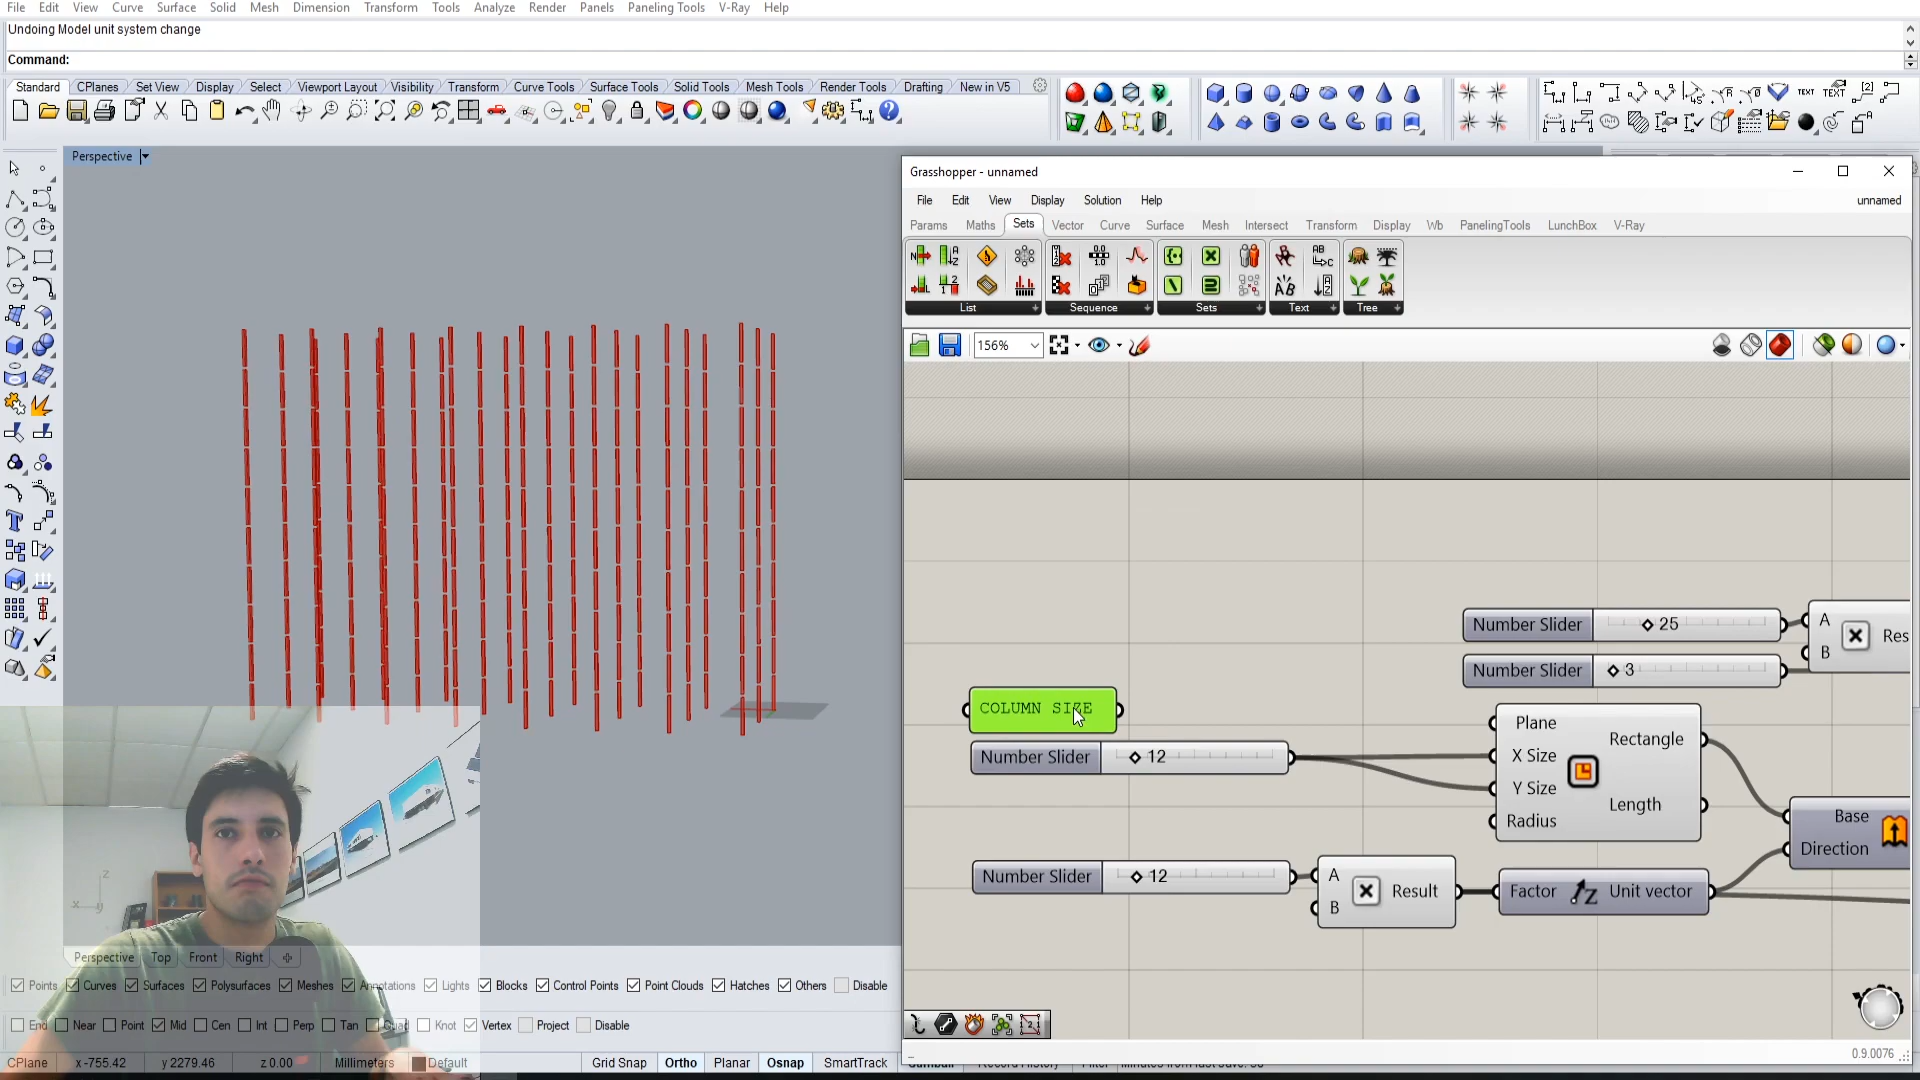 File Edit View Curve Surface Solid Mesh Dimension Transform Tools Analyze Render Panels Paneling Tools V-Ray Help
Undoing Model unit system change
Command:
Standard CPlanes Set View Display Select Viewport Layout Visibility Transform Curve Tools Surface Tools Solid Tools Mesh Tools Render Tools Drafting New in V5
Perspective
Grasshopper - unnamed
File Edit View Display Solution Help unnamed
Params Maths Sets Vector Curve Surface Mesh Intersect Transform Display Wb PanelingTools LunchBox V-Ray
List Sequence Sets Text Tree
156%
Number Slider 25 A
B Res
Number Slider 3
COLUMN SIZE
Number Slider 12
Plane
X Size
Y Size
Radius
Rectangle
Length
Base
Direction
Number Slider 12 A
B Result
Factor Unit vector
Perspective Top Front Right
Points Curves Surfaces Polysurfaces Meshes Annotations Lights Blocks Control Points Point Clouds Hatches Others Disable
End Near Point Mid Cen Int Perp Tan Quad Knot Vertex Project Disable
0.9.0076
CPlane x -755.42 y 2279.46 z 0.00 Millimeters Default Grid Snap Ortho Planar Osnap SmartTrack